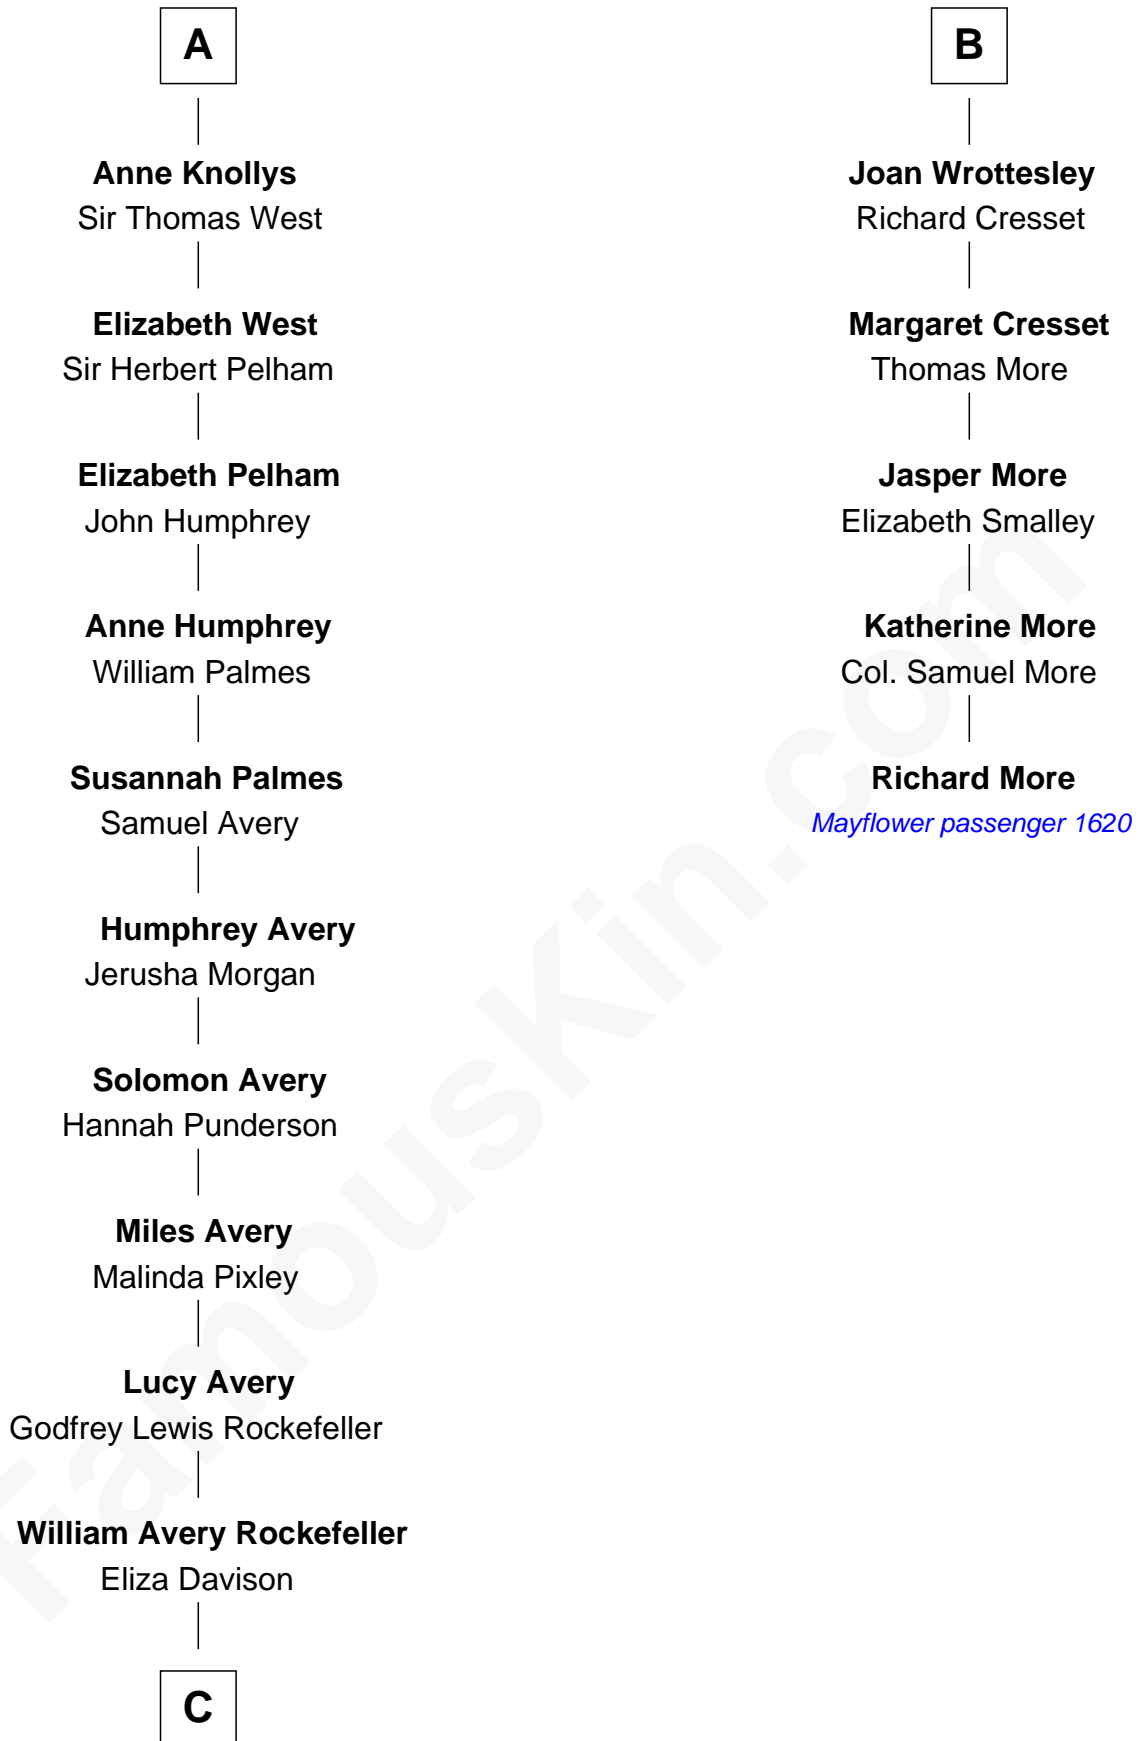 A
Anne Knollys
Sir Thomas West
Elizabeth West
Sir Herbert Pelham
Elizabeth Pelham
John Humphrey
Anne Humphrey
William Palmes
Susannah Palmes
Samuel Avery
Humphrey Avery
Jerusha Morgan
Solomon Avery
Hannah Punderson
Miles Avery
Malinda Pixley
Lucy Avery
Godfrey Lewis Rockefeller
William Avery Rockefeller
Eliza Davison
C
B
Joan Wrottesley
Richard Cresset
Margaret Cresset
Thomas More
Jasper More
Elizabeth Smalley
Katherine More
Col. Samuel More
Richard More
Mayflower passenger 1620
FamousKin.com